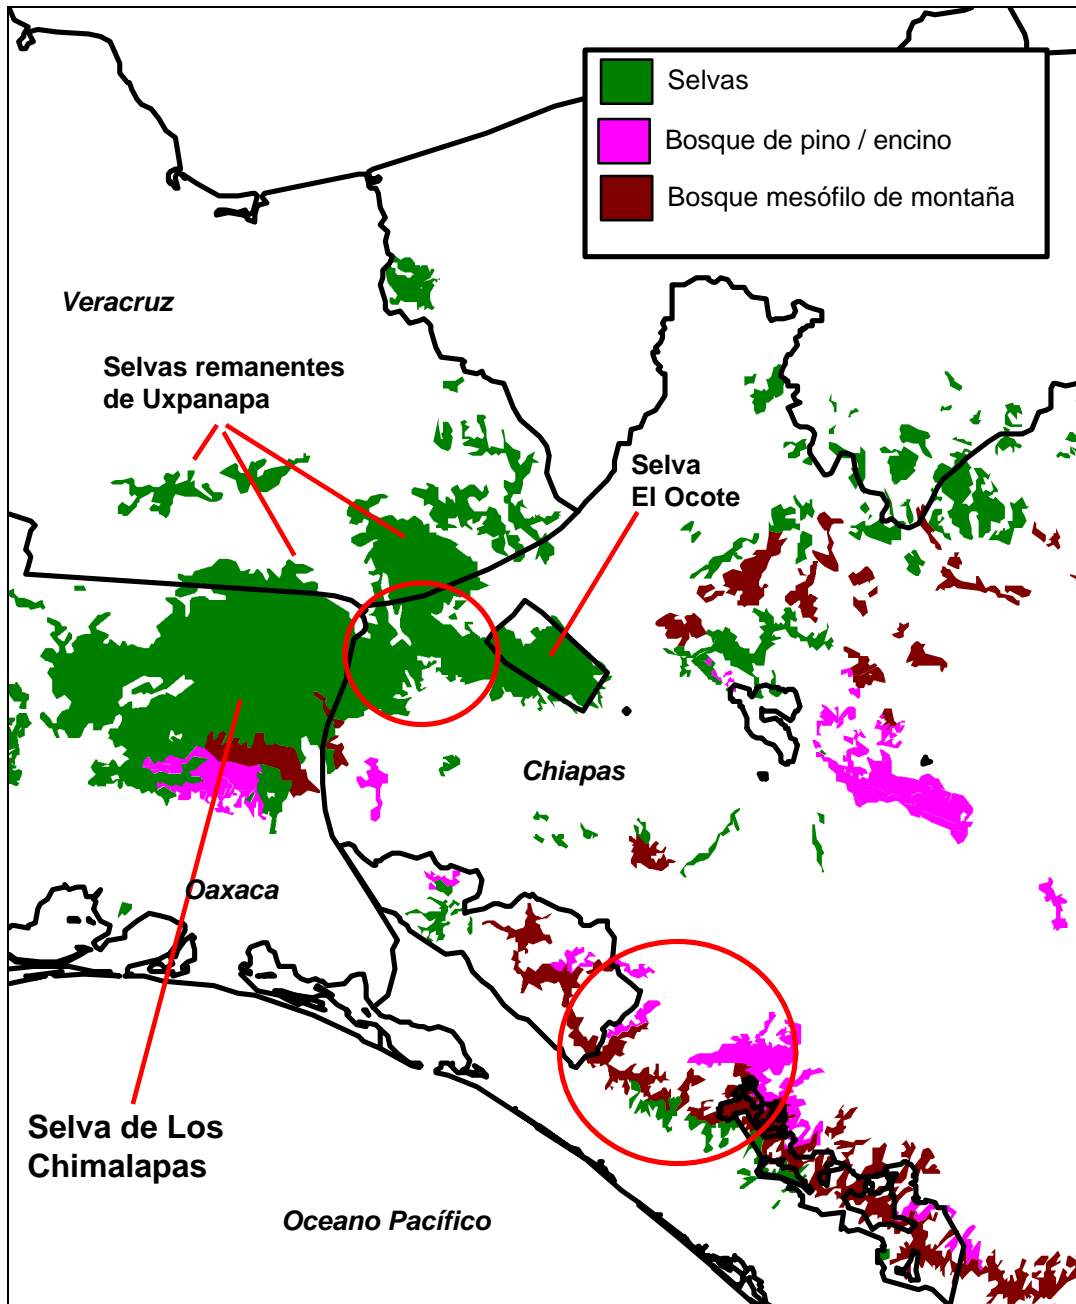 Selvas
Bosque de pino / encino
Bosque mesófilo de montaña
Veracruz
Selvas remanentes
de Uxpanapa
Selva
El Ocote
Chiapas
Oaxaca
Selva de Los
Chimalapas
Oceano Pacífico